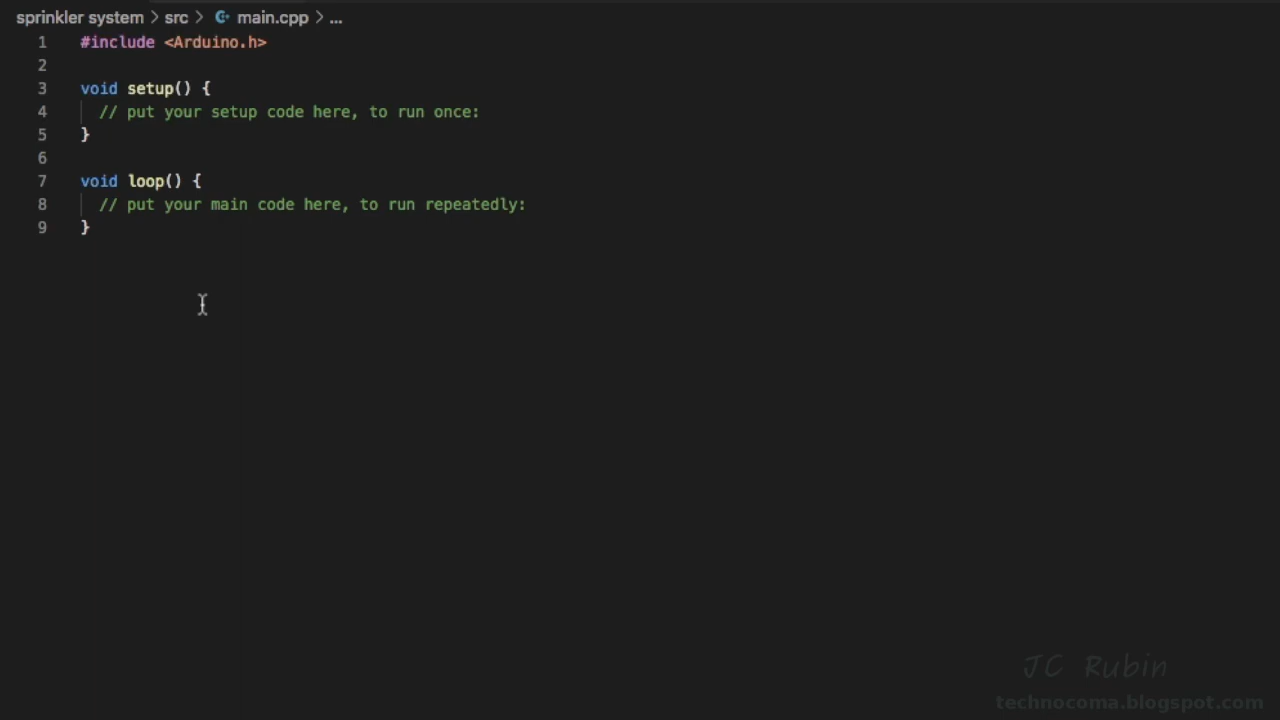 sprinkler system > src > main.cpp > ...
1 #include <Arduino.h>
2
3 void setup() {
4 // put your setup code here, to run once:
5 }
6
7 void loop() {
8 // put your main code here, to run repeatedly:
9 }
JC Rubin
technocoma.blogspot.com